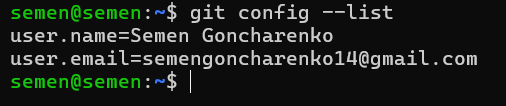 semen@semen:~$ git config --list
user.name=Semen Goncharenko
user.email=semengoncharenko14@gmail.com
semen@semen:~$